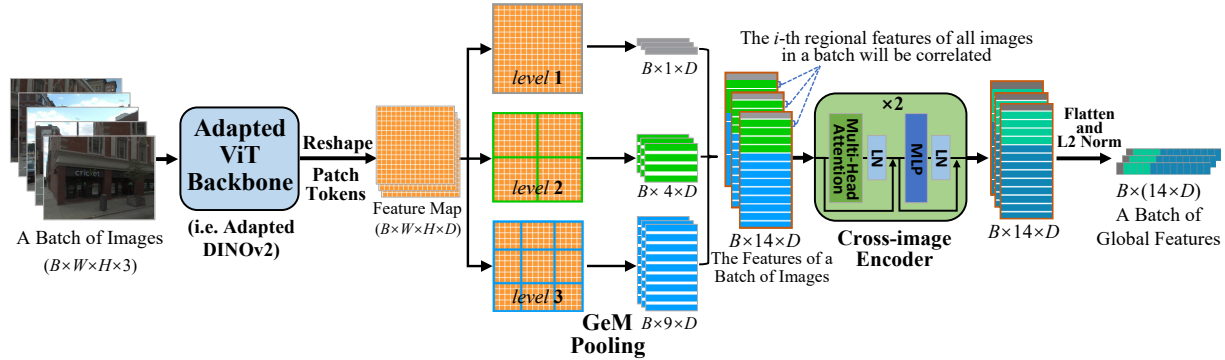 cricket
A Batch of Images
(B×W×H×3)
Adapted
ViT
Backbone
(i.e. Adapted
DINOv2)
Reshape
Patch
Tokens
Feature Map
(B×W×H×D)
level 1
level 2
level 3
B×1×D
B× 4×D
B×9×D
GeM
Pooling
The i-th regional features of all images
in a batch will be correlated
B×14×D
The Features of a
Batch of Images
×2
Multi-Head
Attention
LN
MLP
LN
Cross-image
Encoder
B×14×D
Flatten
and
L2 Norm
B×(14×D)
A Batch of
Global Features